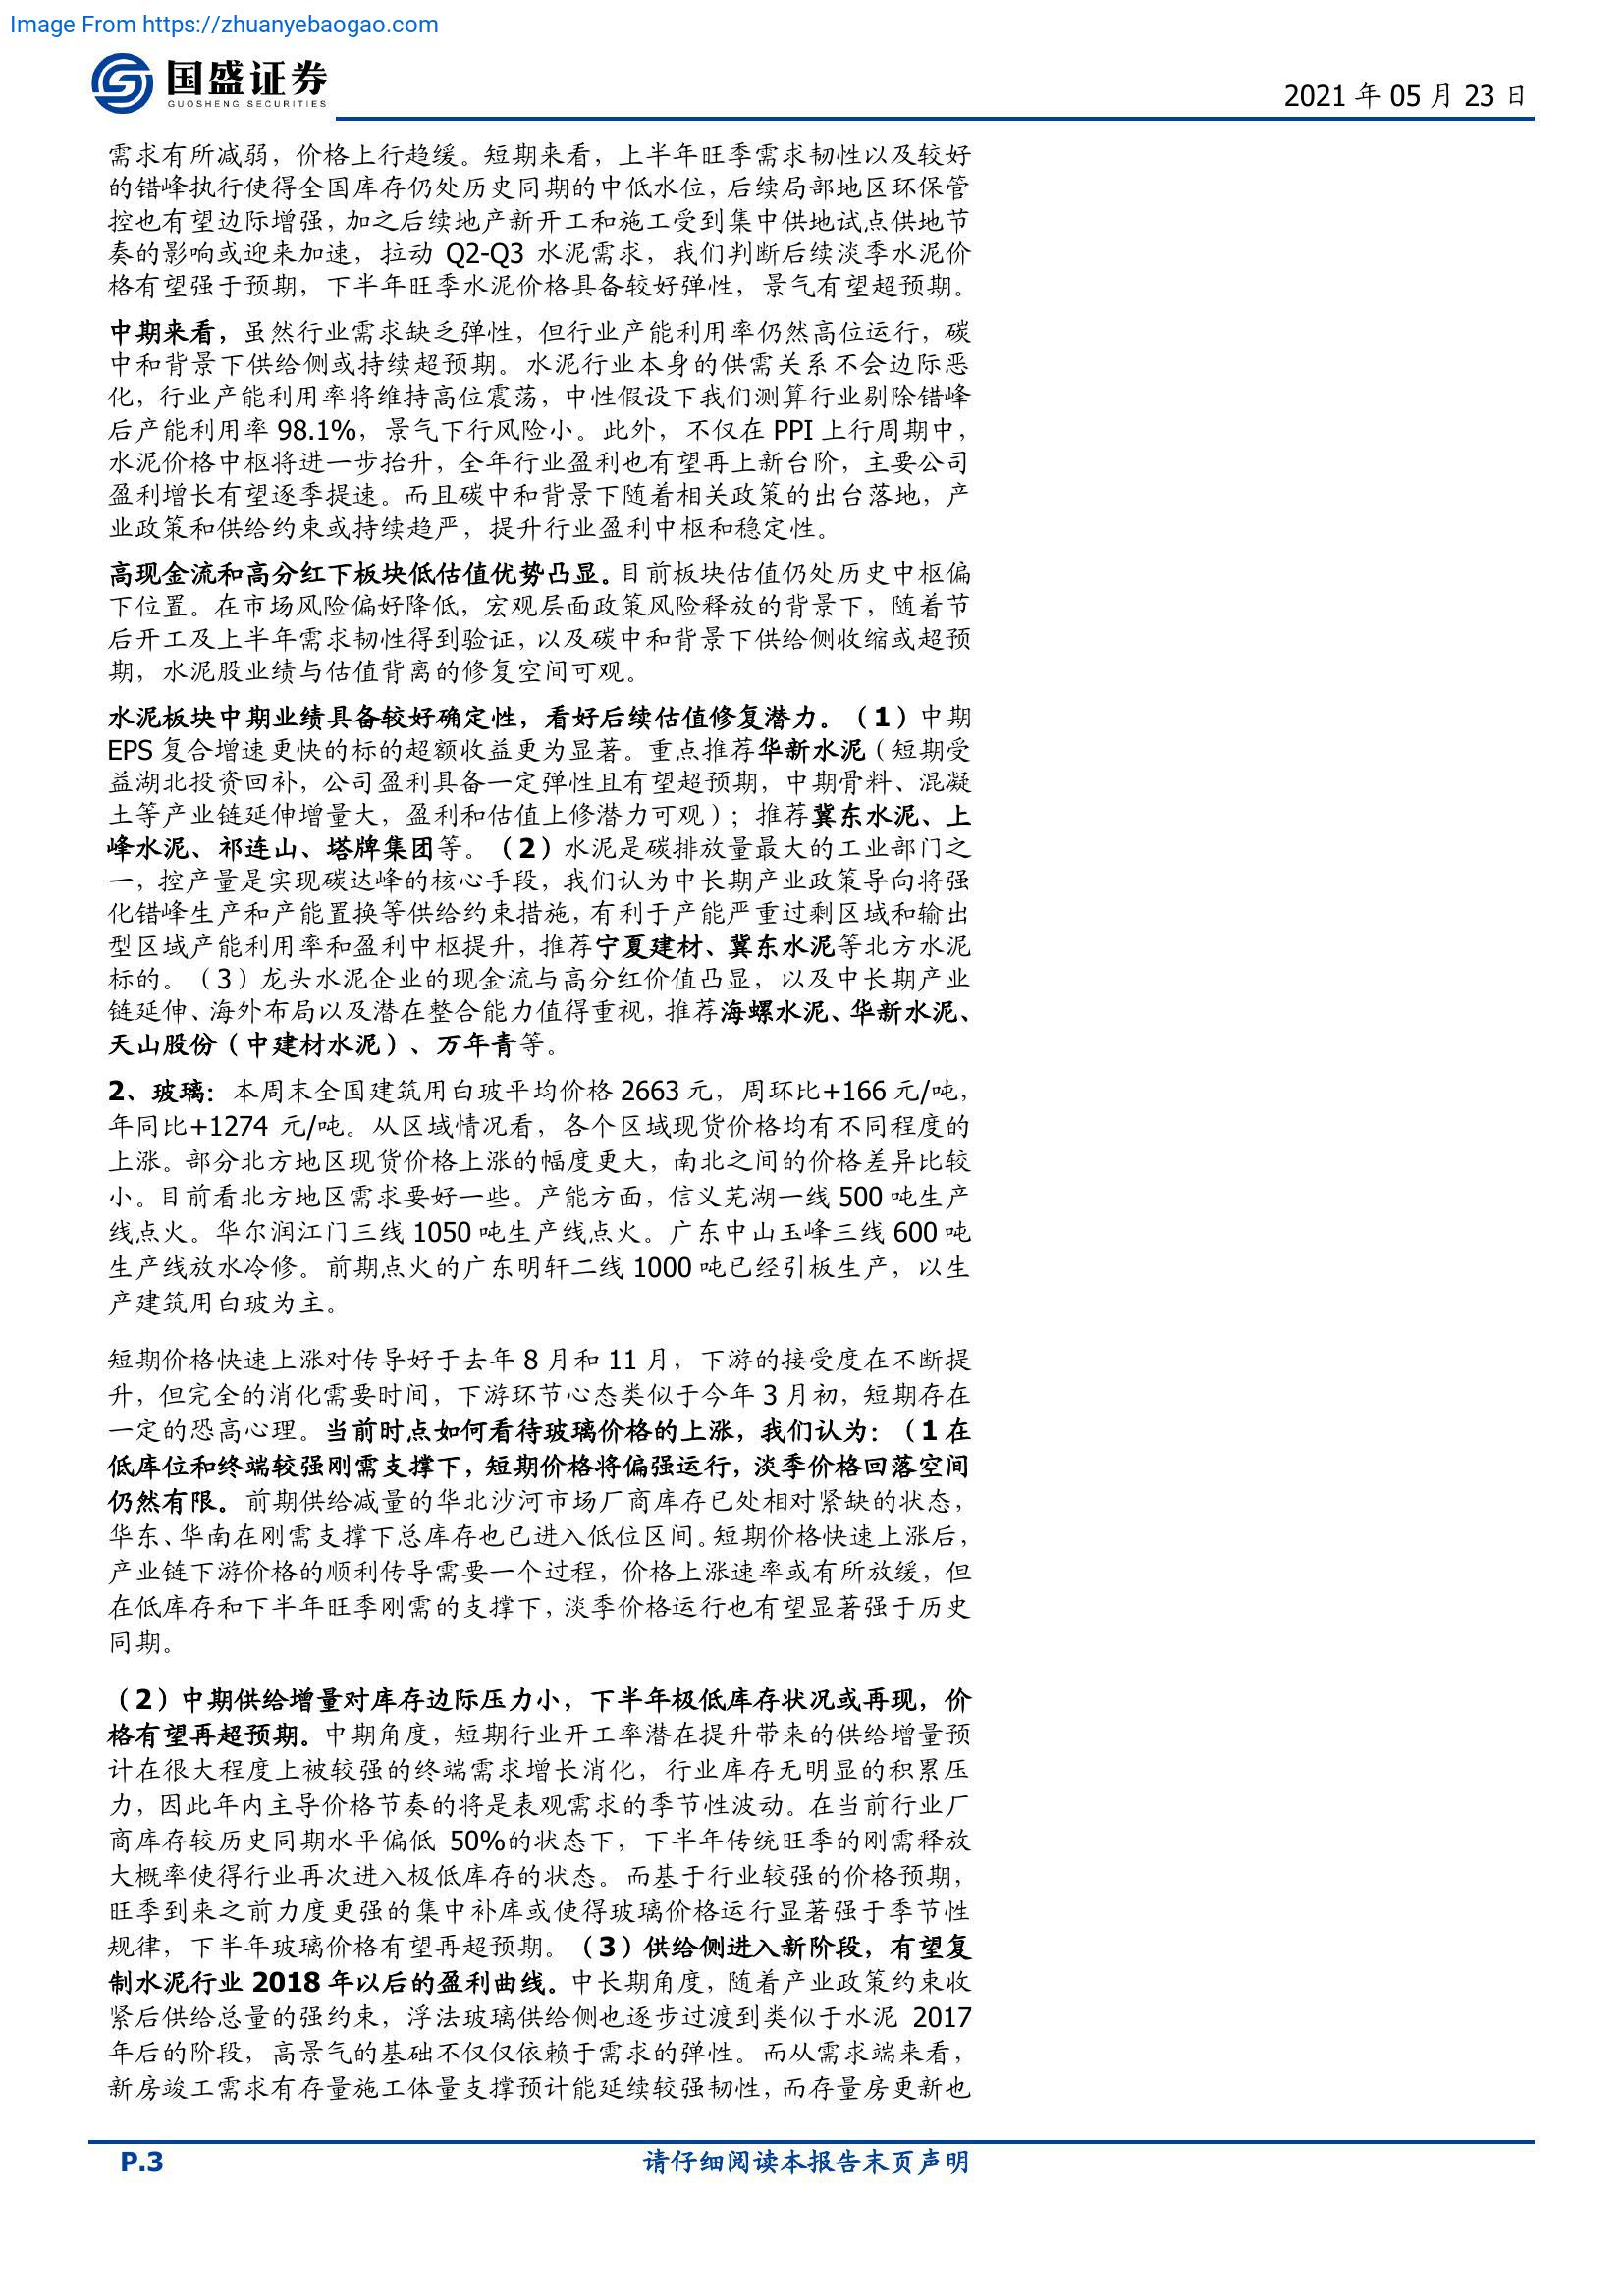 Image From https://zhuanyebaogao.com
国盛证券
GUOSHENG SECURITIES
2021 年 05 月 23 日
需求有所减弱，价格上行趋缓。短期来看，上半年旺季需求韧性以及较好
的错峰执行使得全国库存仍处历史同期的中低水位，后续局部地区环保管
控也有望边际增强，加之后续地产新开工和施工受到集中供地试点供地节
奏的影响或迎来加速，拉动 Q2-Q3 水泥需求，我们判断后续淡季水泥价
格有望强于预期，下半年旺季水泥价格具备较好弹性，景气有望超预期。
中期来看，虽然行业需求缺乏弹性，但行业产能利用率仍然高位运行，碳
中和背景下供给侧或持续超预期。水泥行业本身的供需关系不会边际恶
化，行业产能利用率将维持高位震荡，中性假设下我们测算行业剔除错峰
后产能利用率 98.1%，景气下行风险小。此外，不仅在 PPI 上行周期中，
水泥价格中枢将进一步抬升，全年行业盈利也有望再上新台阶，主要公司
盈利增长有望逐季提速。而且碳中和背景下随着相关政策的出台落地，产
业政策和供给约束或持续趋严，提升行业盈利中枢和稳定性。
高现金流和高分红下板块低估值优势凸显。目前板块估值仍处历史中枢偏
下位置。在市场风险偏好降低，宏观层面政策风险释放的背景下，随着节
后开工及上半年需求韧性得到验证，以及碳中和背景下供给侧收缩或超预
期，水泥股业绩与估值背离的修复空间可观。
水泥板块中期业绩具备较好确定性，看好后续估值修复潜力。（1）中期
EPS 复合增速更快的标的超额收益更为显著。重点推荐华新水泥（短期受
益湖北投资回补，公司盈利具备一定弹性且有望超预期，中期骨料、混凝
土等产业链延伸增量大，盈利和估值上修潜力可观）；推荐冀东水泥、上
峰水泥、祁连山、塔牌集团等。（2）水泥是碳排放量最大的工业部门之
一，控产量是实现碳达峰的核心手段，我们认为中长期产业政策导向将强
化错峰生产和产能置换等供给约束措施，有利于产能严重过剩区域和输出
型区域产能利用率和盈利中枢提升，推荐宁夏建材、冀东水泥等北方水泥
标的。（3）龙头水泥企业的现金流与高分红价值凸显，以及中长期产业
链延伸、海外布局以及潜在整合能力值得重视，推荐海螺水泥、华新水泥、
天山股份（中建材水泥）、万年青等。
2、玻璃：本周末全国建筑用白玻平均价格 2663 元，周环比+166 元/吨，
年同比+1274 元/吨。从区域情况看，各个区域现货价格均有不同程度的
上涨。部分北方地区现货价格上涨的幅度更大，南北之间的价格差异比较
小。目前看北方地区需求要好一些。产能方面，信义芜湖一线 500 吨生产
线点火。华尔润江门三线 1050 吨生产线点火。广东中山玉峰三线 600 吨
生产线放水冷修。前期点火的广东明轩二线 1000 吨已经引板生产，以生
产建筑用白玻为主。
短期价格快速上涨对传导好于去年 8 月和 11 月，下游的接受度在不断提
升，但完全的消化需要时间，下游环节心态类似于今年 3 月初，短期存在
一定的恐高心理。当前时点如何看待玻璃价格的上涨，我们认为：（1 在
低库位和终端较强刚需支撑下，短期价格将偏强运行，淡季价格回落空间
仍然有限。前期供给减量的华北沙河市场厂商库存已处相对紧缺的状态，
华东、华南在刚需支撑下总库存也已进入低位区间。短期价格快速上涨后，
产业链下游价格的顺利传导需要一个过程，价格上涨速率或有所放缓，但
在低库存和下半年旺季刚需的支撑下，淡季价格运行也有望显著强于历史
同期。
（2）中期供给增量对库存边际压力小，下半年极低库存状况或再现，价
格有望再超预期。中期角度，短期行业开工率潜在提升带来的供给增量预
计在很大程度上被较强的终端需求增长消化，行业库存无明显的积累压
力，因此年内主导价格节奏的将是表观需求的季节性波动。在当前行业厂
商库存较历史同期水平偏低 50%的状态下，下半年传统旺季的刚需释放
大概率使得行业再次进入极低库存的状态。而基于行业较强的价格预期，
旺季到来之前力度更强的集中补库或使得玻璃价格运行显著强于季节性
规律，下半年玻璃价格有望再超预期。（3）供给侧进入新阶段，有望复
制水泥行业 2018 年以后的盈利曲线。中长期角度，随着产业政策约束收
紧后供给总量的强约束，浮法玻璃供给侧也逐步过渡到类似于水泥 2017
年后的阶段，高景气的基础不仅仅依赖于需求的弹性。而从需求端来看，
新房竣工需求有存量施工体量支撑预计能延续较强韧性，而存量房更新也
P.3
请仔细阅读本报告末页声明